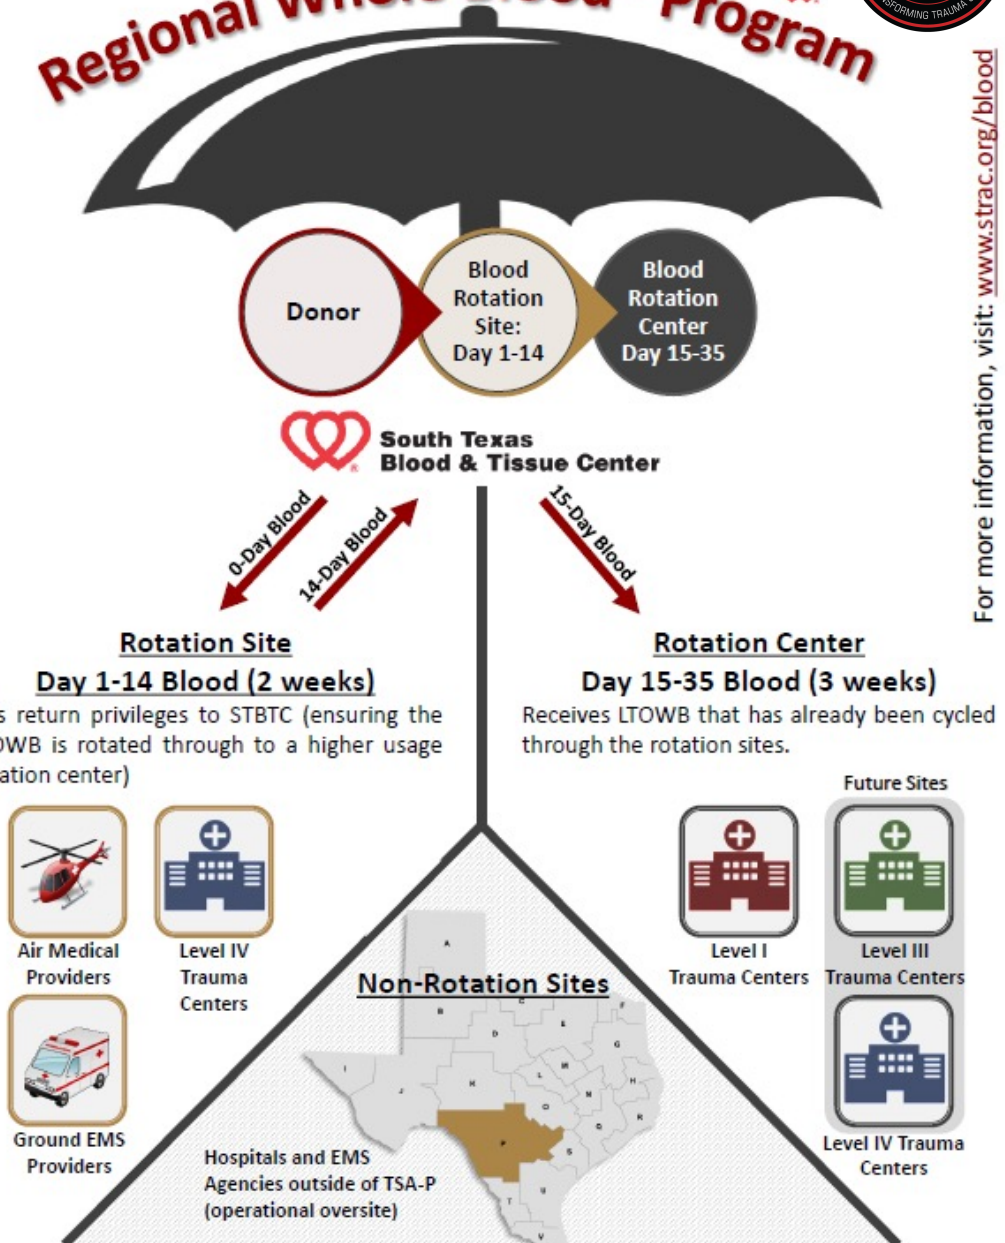 Regional Whole Blood Program
NSFORMING TRAUMA
For more information, visit: www.strac.org/blood
Donor
Blood
Rotation
Site:
Day 1-14
Blood
Rotation
Center
Day 15-35
South Texas
Blood & Tissue Center
0-Day Blood
14-Day Blood
15-Day Blood
Rotation Site
Day 1-14 Blood (2 weeks)
s return privileges to STBTC (ensuring the
OWB is rotated through to a higher usage
ation center)
Air Medical
Providers
Level IV
Trauma
Centers
Ground EMS
Providers
Rotation Center
Day 15-35 Blood (3 weeks)
Receives LTOWB that has already been cycled
through the rotation sites.
Future Sites
Level I
Trauma Centers
Level III
Trauma Centers
Level IV Trauma
Centers
Non-Rotation Sites
A
B
C
D
E
F
G
H
I
J
K
L
M
N
O
P
Q
R
S
T
U
V
Hospitals and EMS
Agencies outside of TSA-P
(operational oversite)